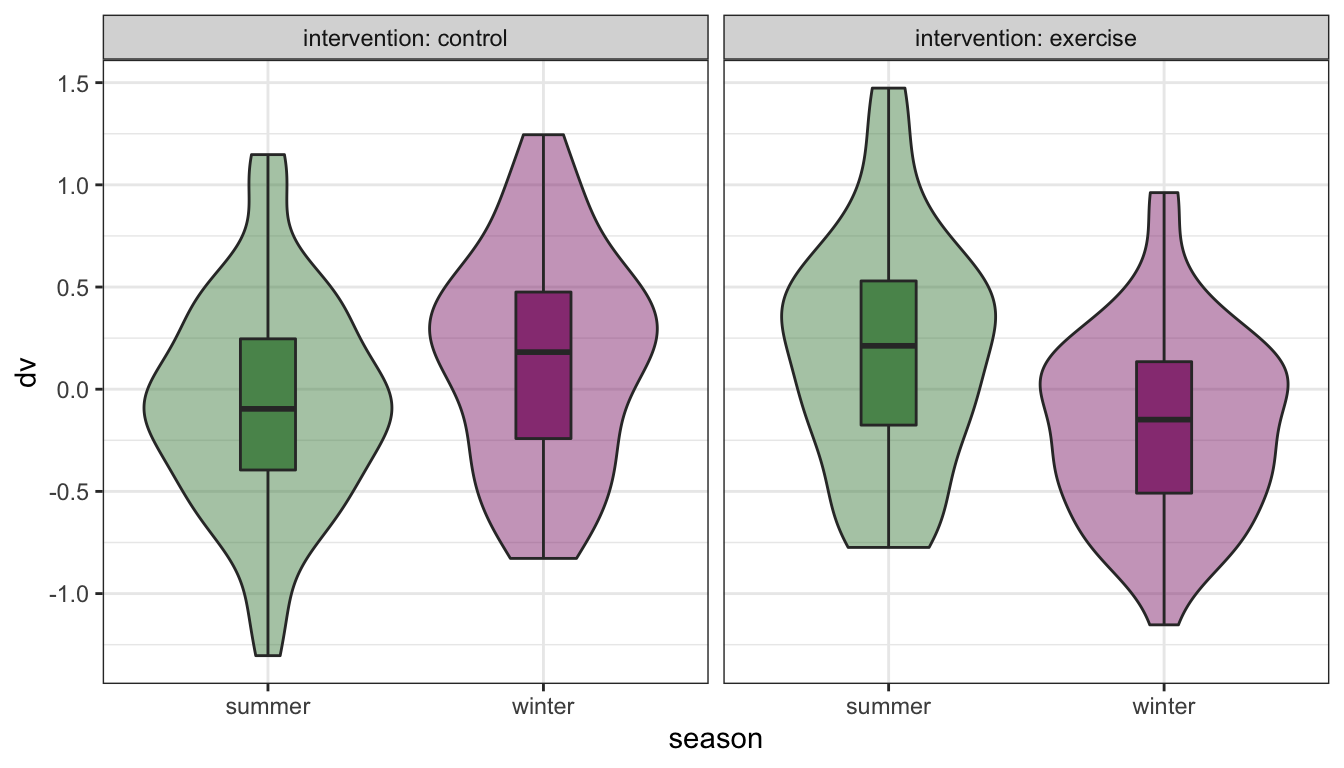 intervention: control
intervention: exercise
1.5
1.0
0.5
0.0
-0.5
-1.0
dv
summer
winter
summer
winter
season